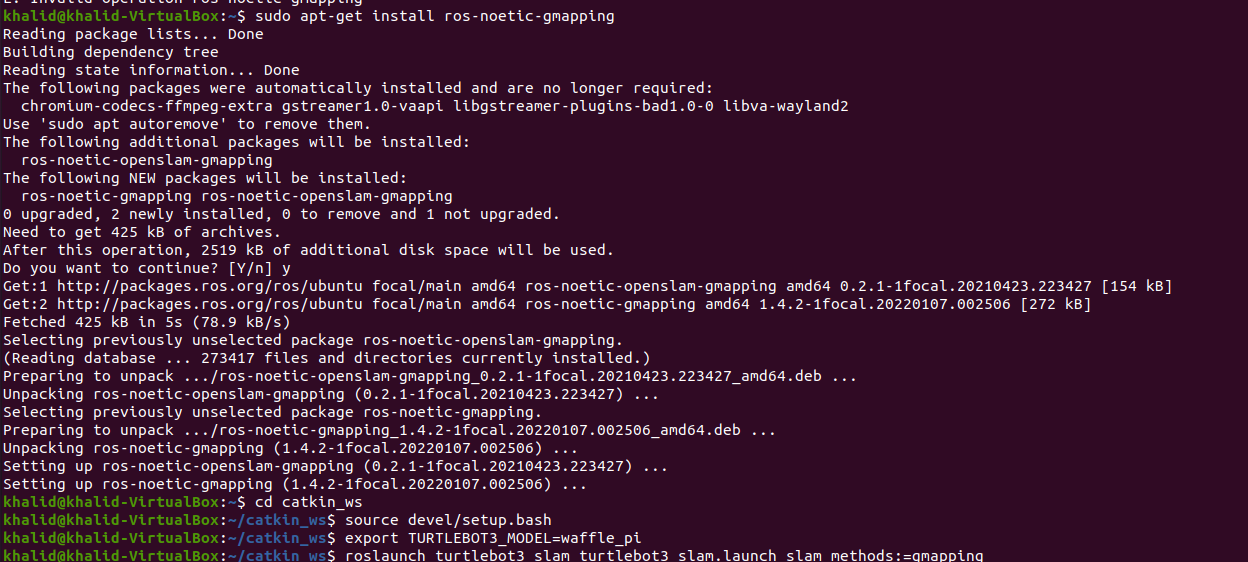 E: Invalid operation ros-noetic-gmapping
khalid@khalid-VirtualBox:~$ sudo apt-get install ros-noetic-gmapping
Reading package lists... Done
Building dependency tree
Reading state information... Done
The following packages were automatically installed and are no longer required:
  chromium-codecs-ffmpeg-extra gstreamer1.0-vaapi libgstreamer-plugins-bad1.0-0 libva-wayland2
Use 'sudo apt autoremove' to remove them.
The following additional packages will be installed:
  ros-noetic-openslam-gmapping
The following NEW packages will be installed:
  ros-noetic-gmapping ros-noetic-openslam-gmapping
0 upgraded, 2 newly installed, 0 to remove and 1 not upgraded.
Need to get 425 kB of archives.
After this operation, 2519 kB of additional disk space will be used.
Do you want to continue? [Y/n] y
Get:1 http://packages.ros.org/ros/ubuntu focal/main amd64 ros-noetic-openslam-gmapping amd64 0.2.1-1focal.20210423.223427 [154 kB]
Get:2 http://packages.ros.org/ros/ubuntu focal/main amd64 ros-noetic-gmapping amd64 1.4.2-1focal.20220107.002506 [272 kB]
Fetched 425 kB in 5s (78.9 kB/s)
Selecting previously unselected package ros-noetic-openslam-gmapping.
(Reading database ... 273417 files and directories currently installed.)
Preparing to unpack .../ros-noetic-openslam-gmapping_0.2.1-1focal.20210423.223427_amd64.deb ...
Unpacking ros-noetic-openslam-gmapping (0.2.1-1focal.20210423.223427) ...
Selecting previously unselected package ros-noetic-gmapping.
Preparing to unpack .../ros-noetic-gmapping_1.4.2-1focal.20220107.002506_amd64.deb ...
Unpacking ros-noetic-gmapping (1.4.2-1focal.20220107.002506) ...
Setting up ros-noetic-openslam-gmapping (0.2.1-1focal.20210423.223427) ...
Setting up ros-noetic-gmapping (1.4.2-1focal.20220107.002506) ...
khalid@khalid-VirtualBox:~$ cd catkin_ws
khalid@khalid-VirtualBox:~/catkin_ws$ source devel/setup.bash
khalid@khalid-VirtualBox:~/catkin_ws$ export TURTLEBOT3_MODEL=waffle_pi
khalid@khalid-VirtualBox:~/catkin_ws$ roslaunch turtlebot3_slam turtlebot3_slam.launch slam_methods:=gmapping